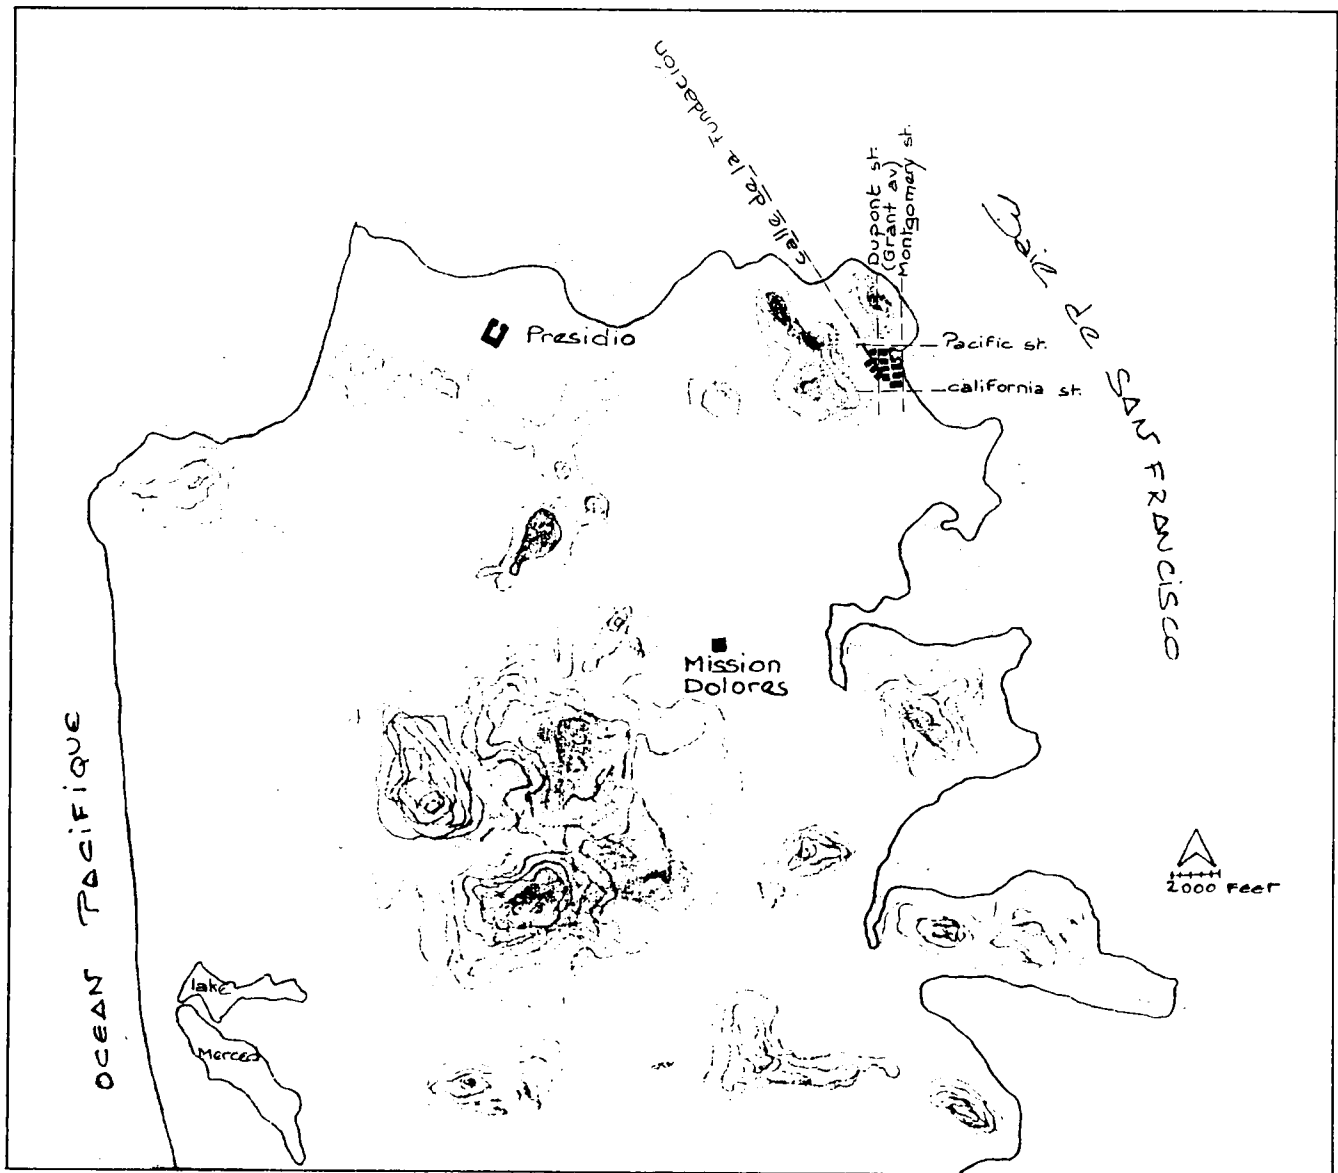 calle de la Fundación
Dupont st.
(Grant av)
Montgomery st.
Baie de SAN FRANCISCO
Presidio
Pacific st.
california st.
Mission
Dolores
OCEAN PACIFIQUE
2000 Feet
lake
Merced